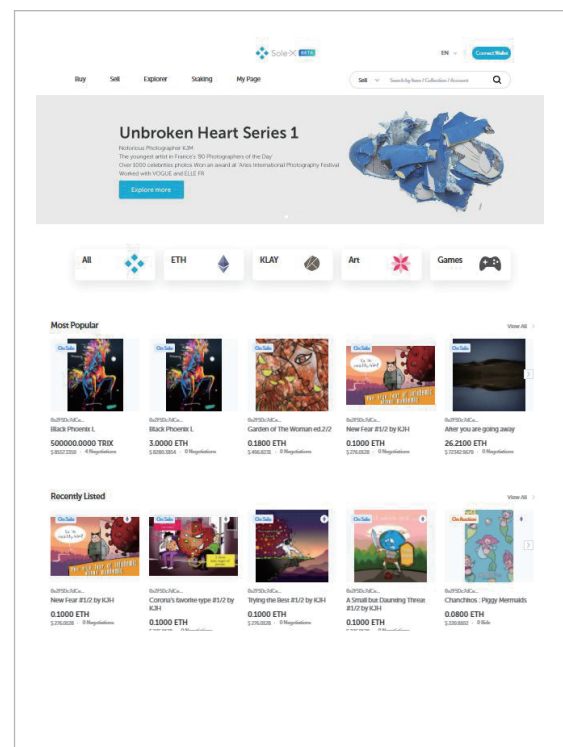 Sole-X BETA
EN
Connect Wallet
Buy Sell Explorer Staking My Page
Sell Search by Item / Collection / Account
Unbroken Heart Series 1
Notorious Photographer KJM
The youngest artist in France's '80 Photographers of the Day'
Over 1000 celebrities photos Won an award at 'Arles International Photography Festival
Worked with VOGUE and ELLE FR
Explore more
All ETH KLAY Art Games
Most Popular View All
On Sale On Sale On Sale On Sale On Sale
Black Phoenix I. Black Phoenix I. Garden of The Woman ed.2/2 New Fear #1/2 by KJH After you are going away
500000.0000 TRIX 3.0000 ETH 0.1800 ETH 0.1000 ETH 26.2100 ETH
4 Negotiations 0 Negotiations 0 Negotiations 0 Negotiations 0 Negotiations
Recently Listed View All
On Sale On Sale On Sale On Sale On Auction
New Fear #1/2 by KJH Corona's favorite type #1/2 by KJH Trying the Best #1/2 by KJH A Small but Daunting Threat #1/2 by KJH Chanchikos : Piggy Mermaids
0.1000 ETH 0.1000 ETH 0.1000 ETH 0.1000 ETH 0.0800 ETH
$ 276.0328 0 Negotiations $ 276.0328 0 Negotiations 0 Bids